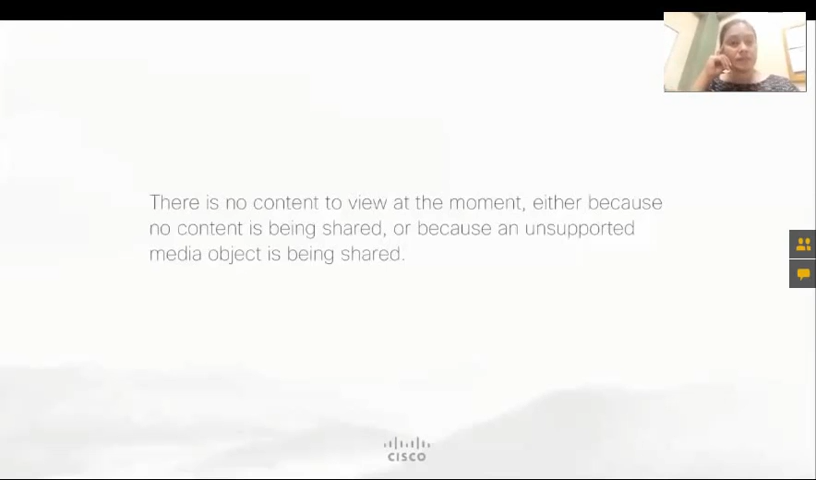 There is no content to view at the moment, either because
no content is being shared, or because an unsupported
media object is being shared.
CISCO